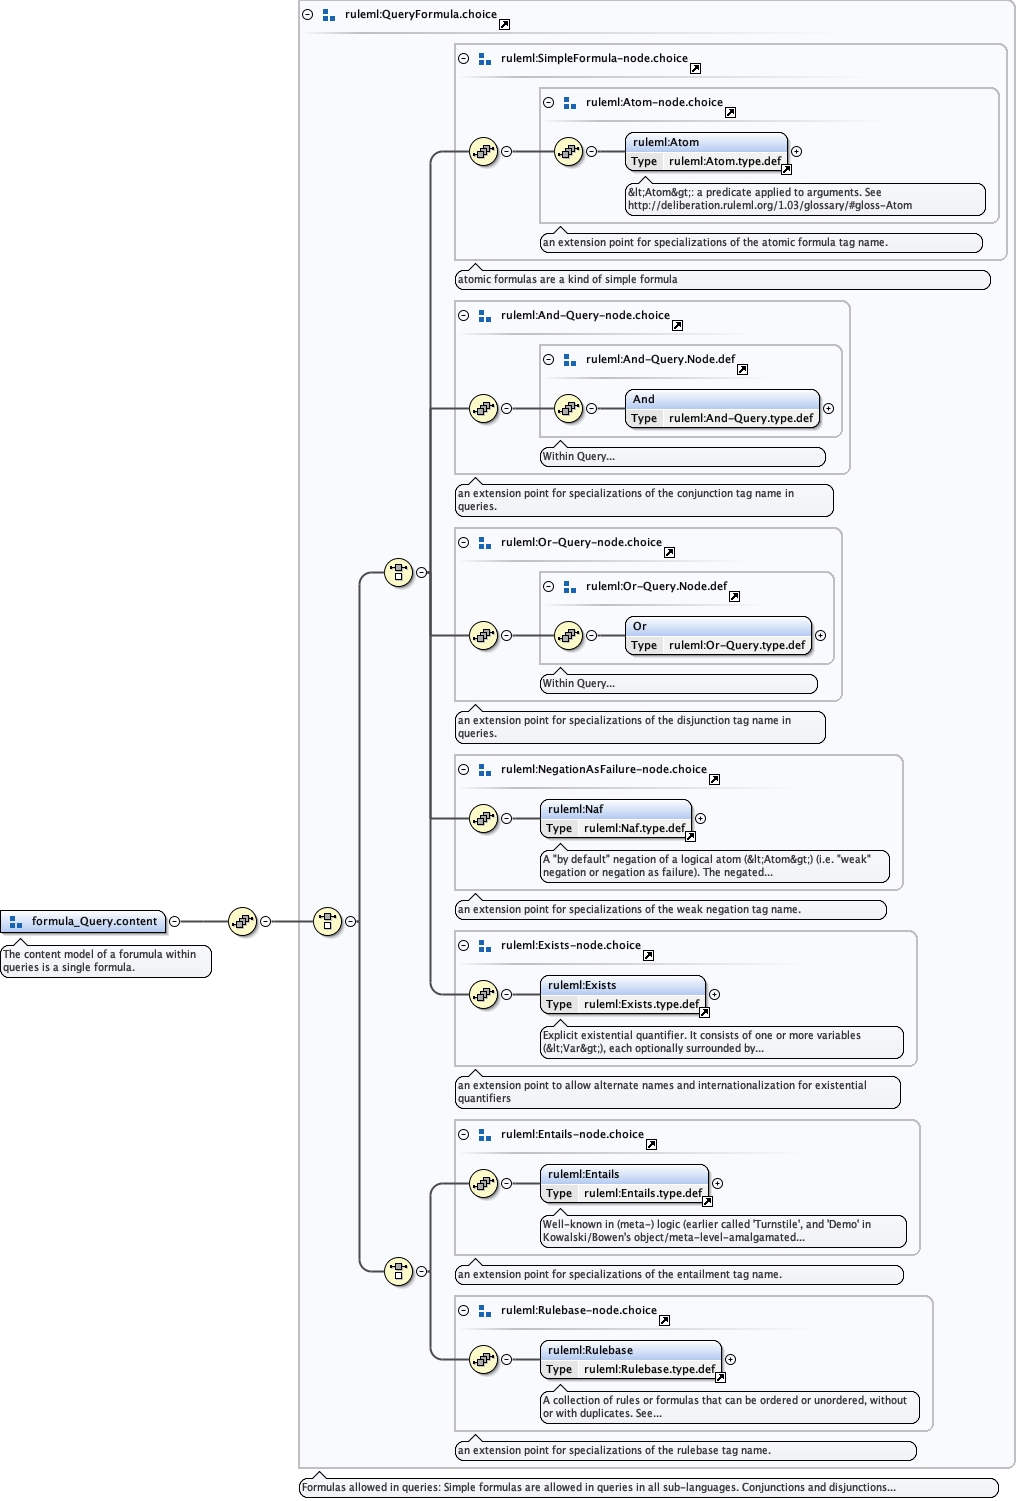 ruleml:QueryFormula.choice
ruleml:SimpleFormula-node.choice
ruleml:Atom-node.choice
ruleml:Atom
Type ruleml:Atom.type.def
&lt;Atom&gt;: a predicate applied to arguments. See
http://deliberation.ruleml.org/1.03/glossary/#gloss-Atom
an extension point for specializations of the atomic formula tag name.
atomic formulas are a kind of simple formula
ruleml:And-Query-node.choice
ruleml:And-Query.Node.def
And
Type ruleml:And-Query.type.def
Within Query...
an extension point for specializations of the conjunction tag name in
queries.
ruleml:Or-Query-node.choice
ruleml:Or-Query.Node.def
Or
Type ruleml:Or-Query.type.def
Within Query...
an extension point for specializations of the disjunction tag name in
queries.
ruleml:NegationAsFailure-node.choice
ruleml:Naf
Type ruleml:Naf.type.def
A "by default" negation of a logical atom (&lt;Atom&gt;) (i.e. "weak"
negation or negation as failure). The negated...
an extension point for specializations of the weak negation tag name.
formula_Query.content
The content model of a forumula within
queries is a single formula.
ruleml:Exists-node.choice
ruleml:Exists
Type ruleml:Exists.type.def
Explicit existential quantifier. It consists of one or more variables
(&lt;Var&gt;), each optionally surrounded by...
an extension point to allow alternate names and internationalization for existential
quantifiers
ruleml:Entails-node.choice
ruleml:Entails
Type ruleml:Entails.type.def
Well-known in (meta-) logic (earlier called 'Turnstile', and 'Demo' in
Kowalski/Bowen's object/meta-level-amalgamated...
an extension point for specializations of the entailment tag name.
ruleml:Rulebase-node.choice
ruleml:Rulebase
Type ruleml:Rulebase.type.def
A collection of rules or formulas that can be ordered or unordered, without
or with duplicates. See...
an extension point for specializations of the rulebase tag name.
Formulas allowed in queries: Simple formulas are allowed in queries in all sub-languages. Conjunctions and disjunctions...